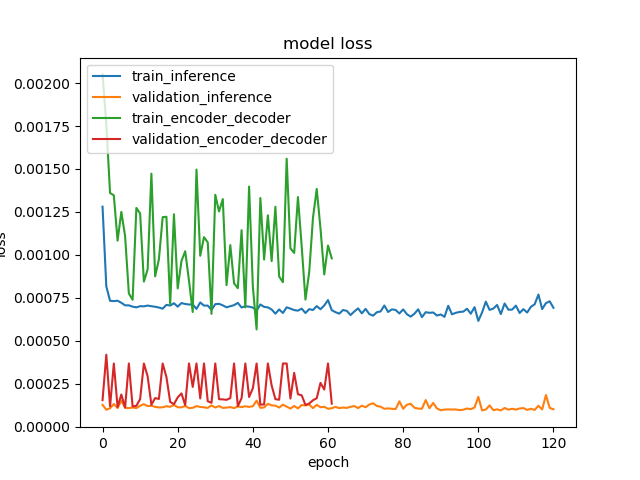 model loss
train_inference
validation_inference
train_encoder_decoder
validation_encoder_decoder
0.00200
0.00175
0.00150
0.00125
0.00100
0.00075
0.00050
0.00025
0.00000
loss
0 20 40 60 80 100 120
epoch